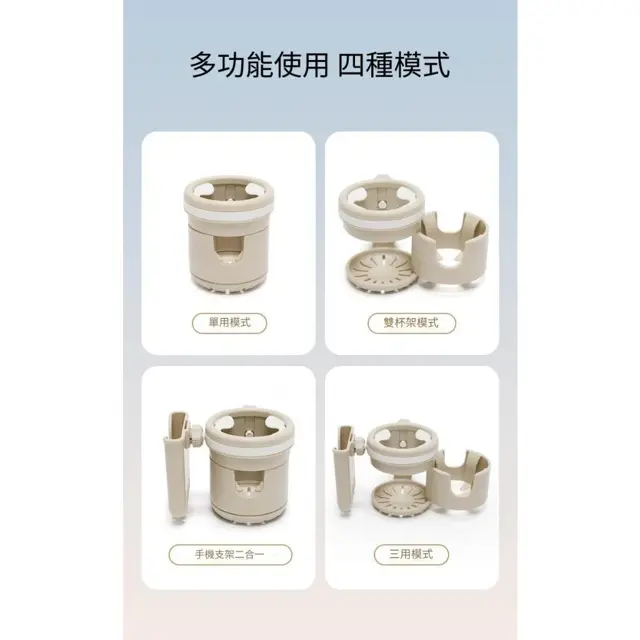 多功能使用 四種模式
單用模式
雙杯架模式
手機支架二合一
三用模式